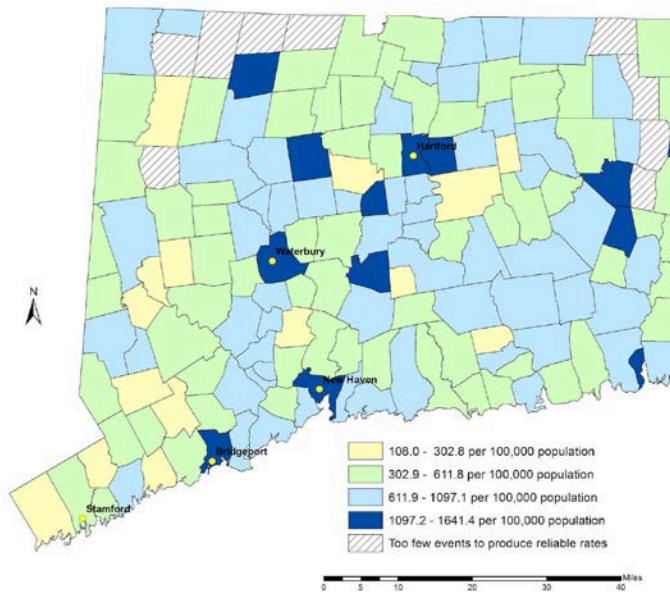 Hartford
Waterbury
N
New Haven
Bridgeport
Stamford
108.0 - 302.8 per 100,000 population
302.9 - 611.8 per 100,000 population
611.9 - 1097.1 per 100,000 population
1097.2 - 1641.4 per 100,000 population
Too few events to produce reliable rates
Miles
0 5 10 20 30 40